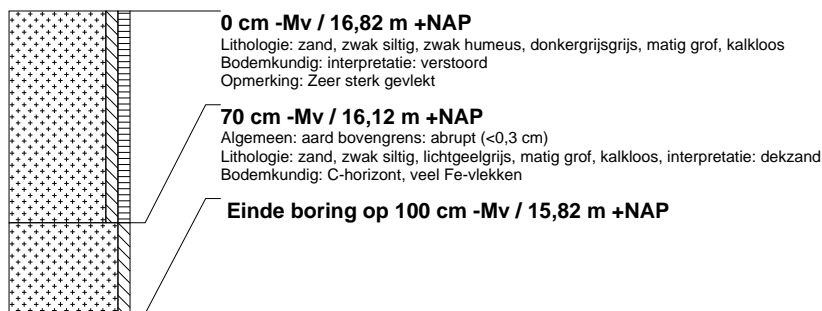 0 cm -Mv / 16,82 m +NAP
Lithologie: zand, zwak siltig, zwak humeus, donkergrijsgrijs, matig grof, kalkloos
Bodemkundig: interpretatie: verstoord
Opmerking: Zeer sterk gevlekt
70 cm -Mv / 16,12 m +NAP
Algemeen: aard bovengrens: abrupt (<0,3 cm)
Lithologie: zand, zwak siltig, lichtgeelgrijs, matig grof, kalkloos, interpretatie: dekzand
Bodemkundig: C-horizont, veel Fe-vlekken
Einde boring op 100 cm -Mv / 15,82 m +NAP